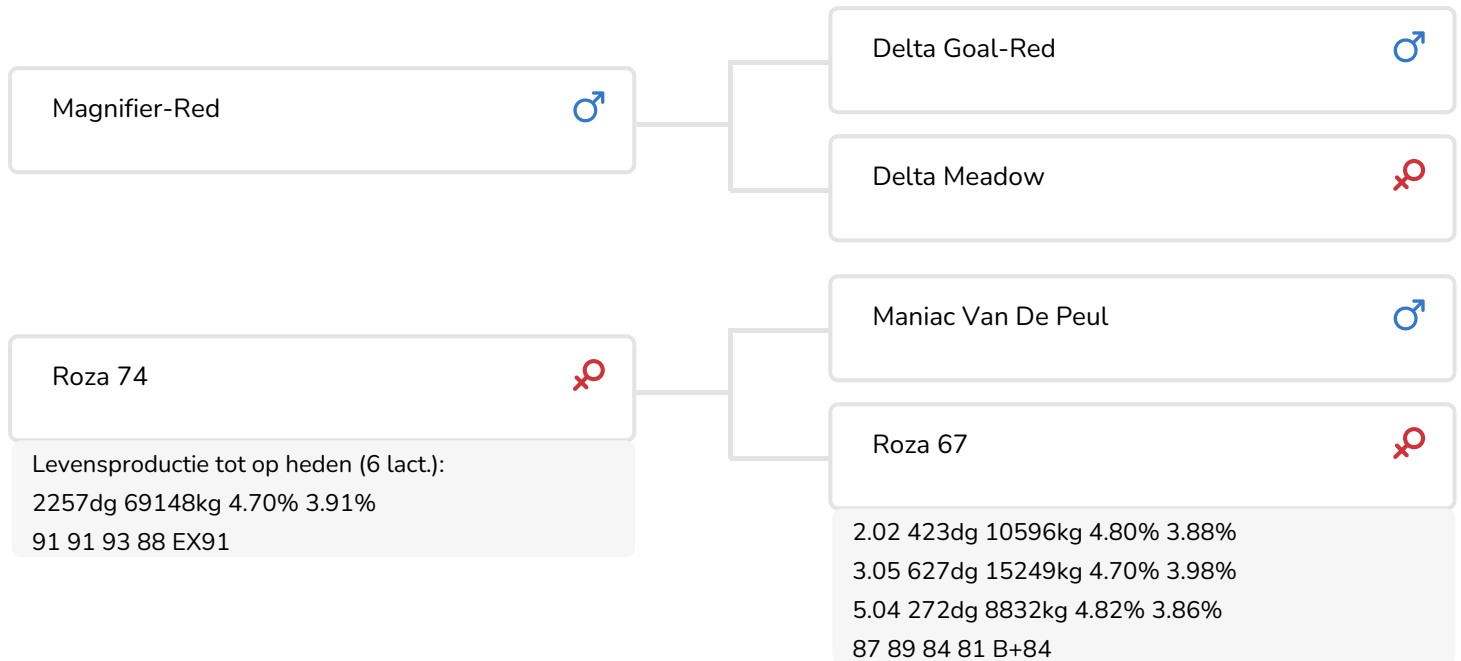 Magnifier-Red
Delta Goal-Red
Delta Meadow
Roza 74
Levensproductie tot op heden (6 lact.):
2257dg 69148kg 4.70% 3.91%
91 91 93 88 EX91
Maniac Van De Peul
Roza 67
2.02 423dg 10596kg 4.80% 3.88%
3.05 627dg 15249kg 4.70% 3.98%
5.04 272dg 8832kg 4.82% 3.86%
87 89 84 81 B+84